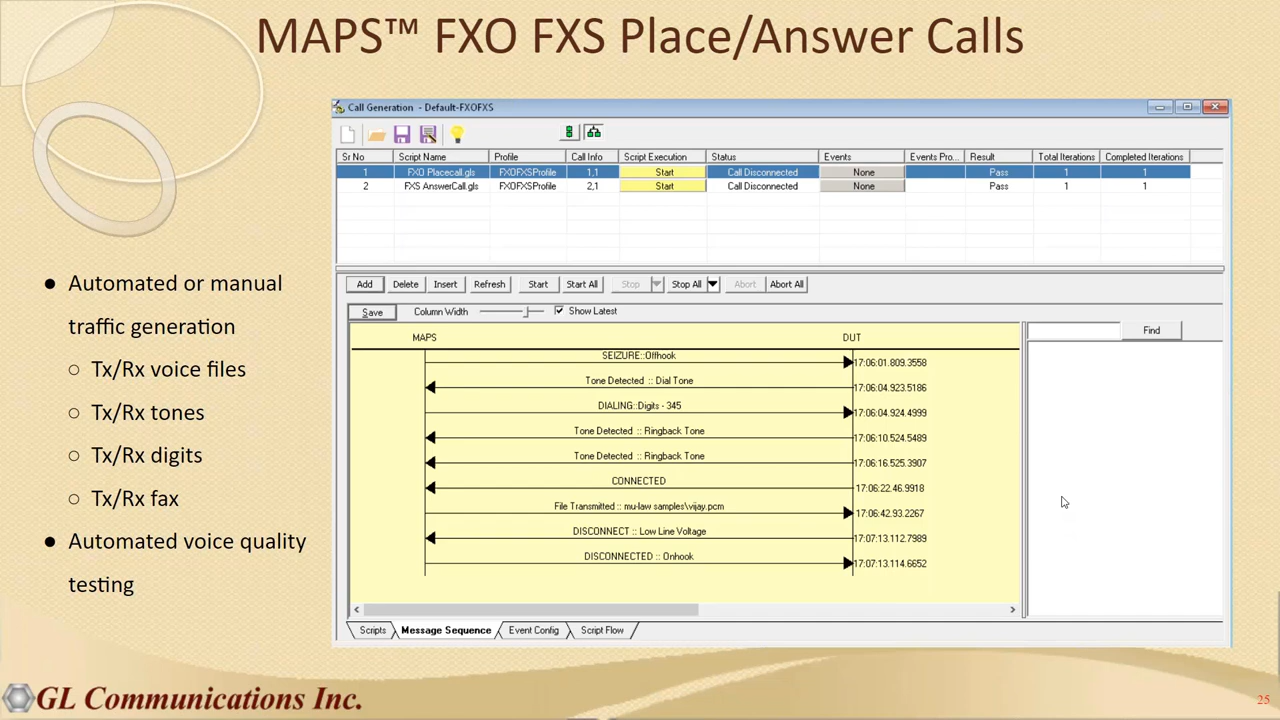 MAPS™ FXO FXS Place/Answer Calls
● Automated or manual
traffic generation
○ Tx/Rx voice files
○ Tx/Rx tones
○ Tx/Rx digits
○ Tx/Rx fax
● Automated voice quality
testing
Call Generation - Default-FXOFXS
Sr No Script Name Profile Call Info Script Execution Status Events Events Pro... Result Total Iterations Completed Iterations
1 FXO Placecall.gls FXOFXSProfile 1,1 Start Call Disconnected None Pass 1 1
2 FXS AnswerCall.gls FXOFXSProfile 2,1 Start Call Disconnected None Pass 1 1
Add Delete Insert Refresh Start Start All Stop Stop All Abort Abort All
Save Column Width Show Latest
Find
MAPS DUT
SEIZURE::Offhook 17:06:01.809.3558
Tone Detected :: Dial Tone 17:06:04.923.5186
DIALING::Digits - 345 17:06:04.924.4999
Tone Detected :: Ringback Tone 17:06:10.524.5489
Tone Detected :: Ringback Tone 17:06:16.525.3907
CONNECTED 17:06:22.46.9918
File Transmitted :: mu-law samples\vijay.pcm 17:06:42.93.2267
DISCONNECT :: Low Line Voltage 17:07:13.112.7989
DISCONNECTED :: Onhook 17:07:13.114.6652
Scripts Message Sequence Event Config Script Flow
GL Communications Inc.
25